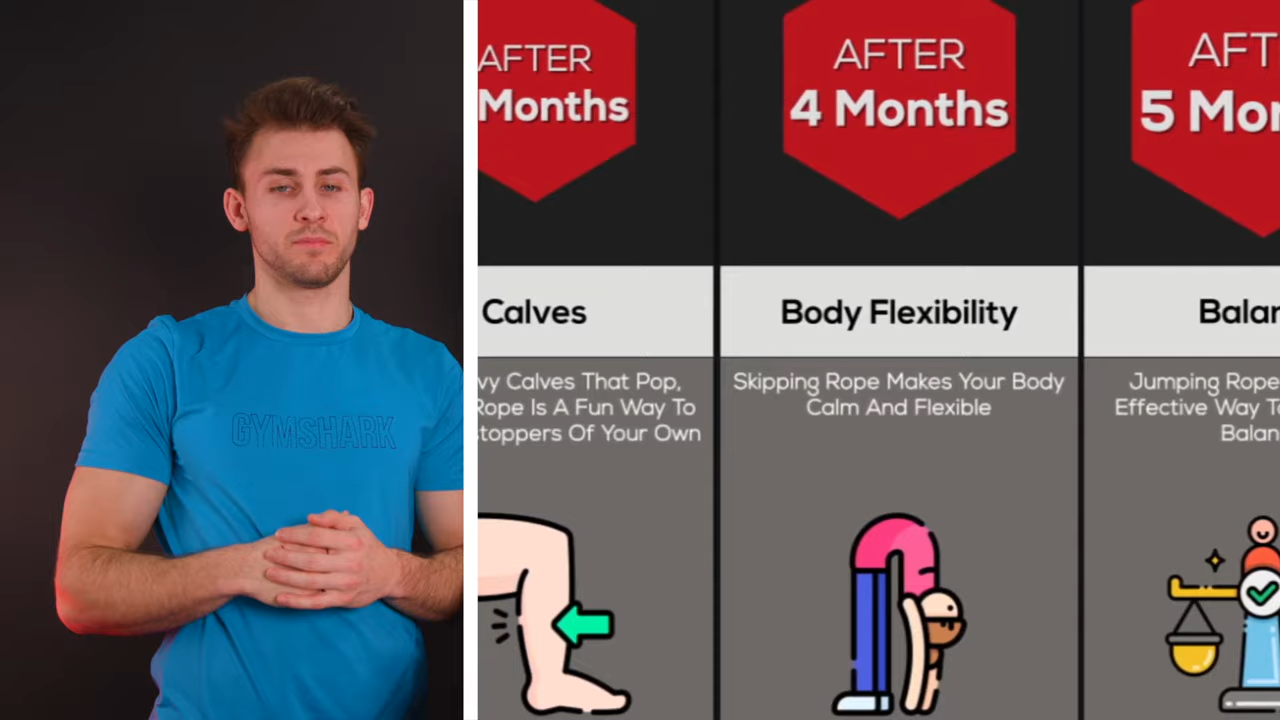 GYMSHARK
AFTER
Months
Calves
Calves That Pop,
Rope Is A Fun Way To
Of Your Own
AFTER
4 Months
Body Flexibility
Skipping Rope Makes Your Body
Calm And Flexible
5
Jumping Rope
Effective Way